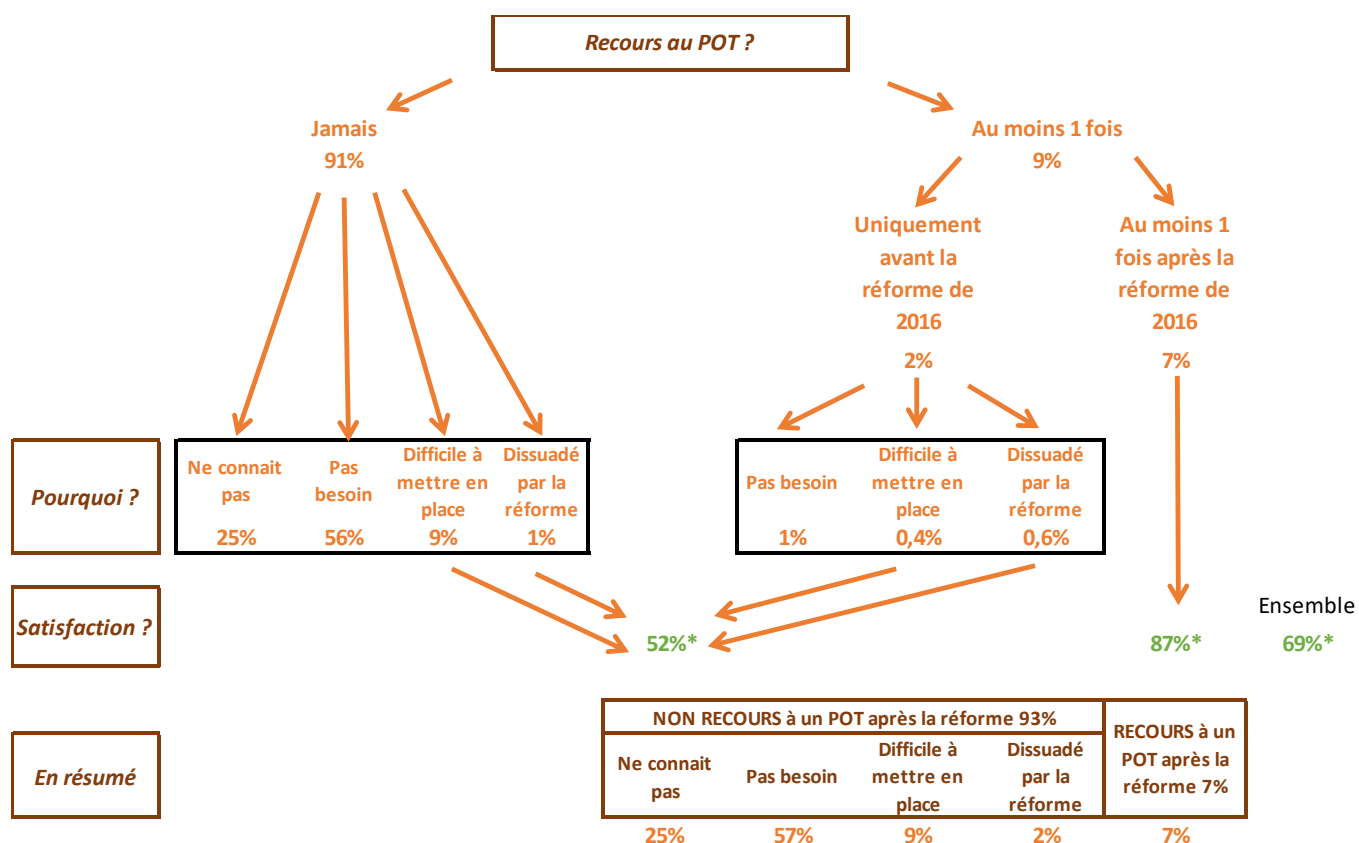 Recours au POT ?
Jamais
91%
Au moins 1 fois
9%
Uniquement
avant la
réforme de
2016
2%
Au moins 1
fois après la
réforme de
2016
7%
Pourquoi ?
Ne connait
pas
25%
Pas
besoin
56%
Difficile à
mettre en
place
9%
Dissuadé
par la
réforme
1%
Pas besoin
1%
Difficile à
mettre en
place
0,4%
Dissuadé
par la
réforme
0,6%
Satisfaction ?
52%*
87%*
Ensemble
69%*
En résumé
NON RECOURS à un POT après la réforme 93%
Ne connait
pas
Pas besoin
Difficile à
mettre en
place
Dissuadé
par la
réforme
RECOURS à un
POT après la
réforme 7%
25%
57%
9%
2%
7%